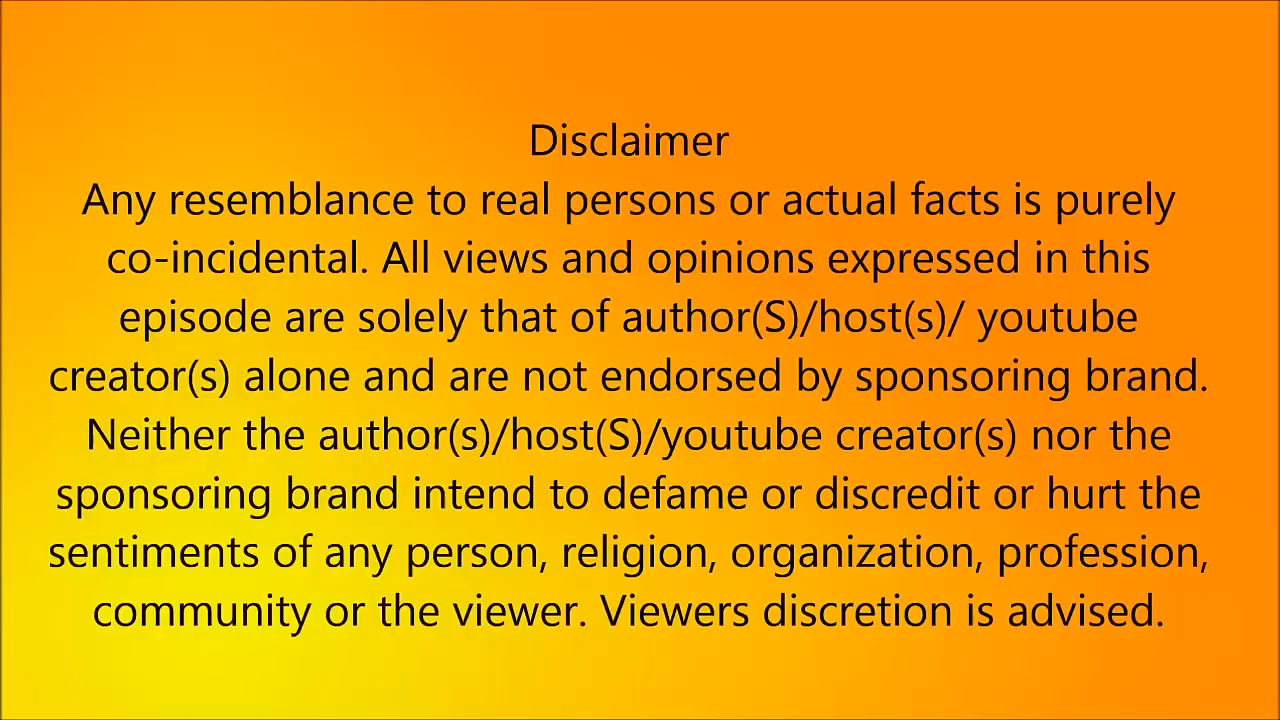 Disclaimer
Any resemblance to real persons or actual facts is purely
co-incidental. All views and opinions expressed in this
episode are solely that of author(S)/host(s)/ youtube
creator(s) alone and are not endorsed by sponsoring brand.
Neither the author(s)/host(S)/youtube creator(s) nor the
sponsoring brand intend to defame or discredit or hurt the
sentiments of any person, religion, organization, profession,
community or the viewer. Viewers discretion is advised.